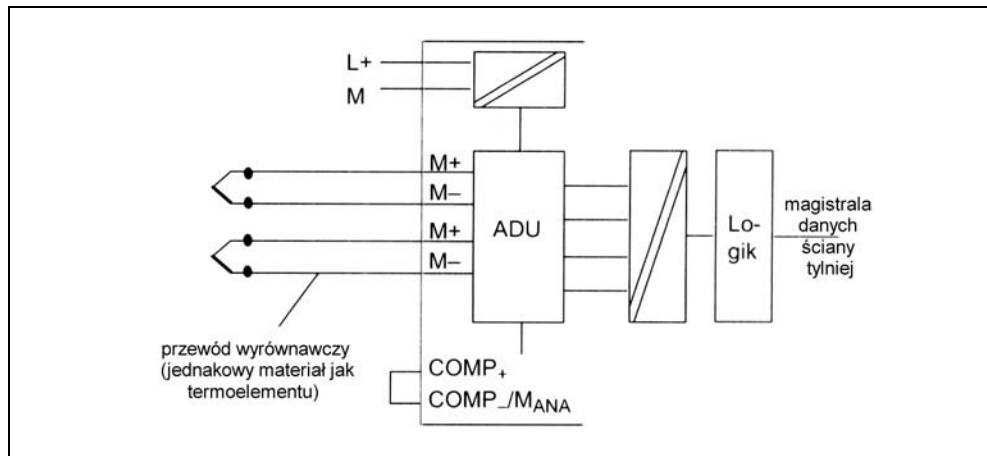 L+
M
M+
M–
M+
M–
ADU
Lo-
gik
magistrala
danych
ściany
tylniej
przewód wyrównawczy
(jednakowy materiał jak
termoelementu)
COMP+
COMP–/MANA